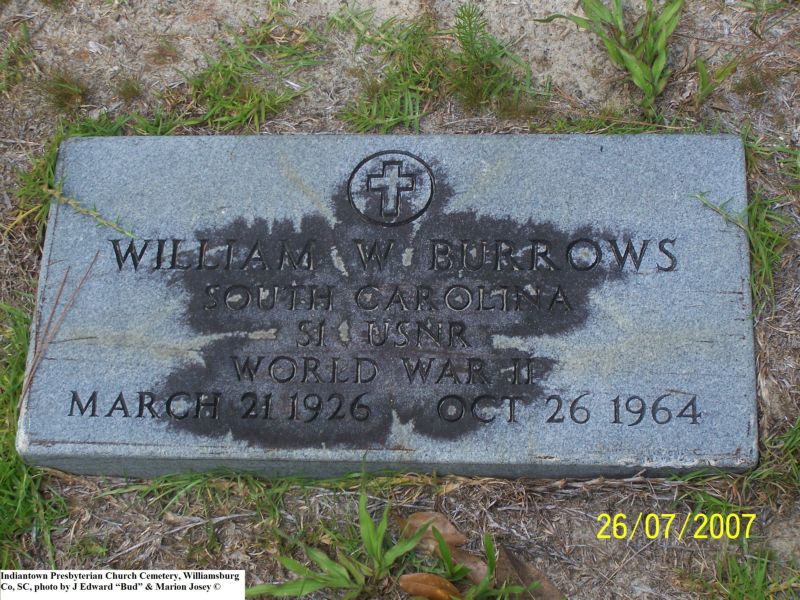 WILLIAM W BURROWS
SOUTH CAROLINA
S1 USNR
WORLD WAR II
MARCH 21 1926 OCT 26 1964
26/07/2007
Indiantown Presbyterian Church Cemetery, Williamsburg
Co, SC, photo by J Edward “Bud” & Marion Josey ©